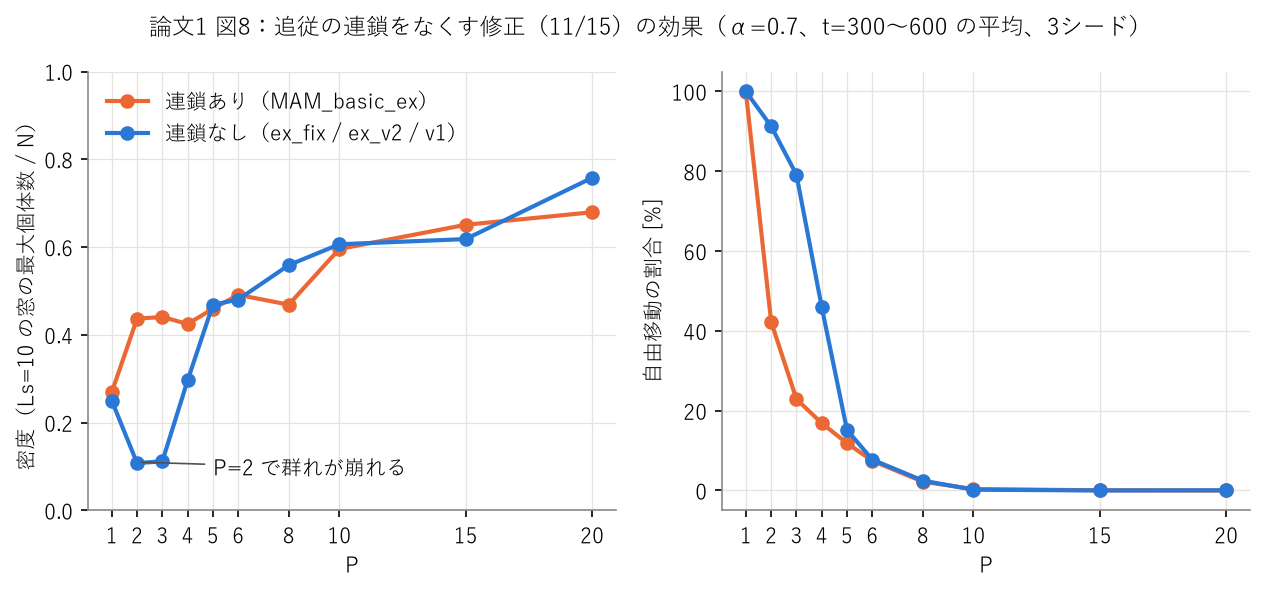 論文1 図8：追従の連鎖をなくす修正（11/15）の効果（α=0.7、t=300〜600 の平均、3シード）
密度（Ls=10 の窓の最大個体数 / N）
1.0
0.8
0.6
0.4
0.2
0.0
連鎖あり（MAM_basic_ex）
連鎖なし（ex_fix / ex_v2 / v1）
P=2 で群れが崩れる
1 2 3 4 5 6 8 10 15 20
P
自由移動の割合 [%]
100
80
60
40
20
0
1 2 3 4 5 6 8 10 15 20
P